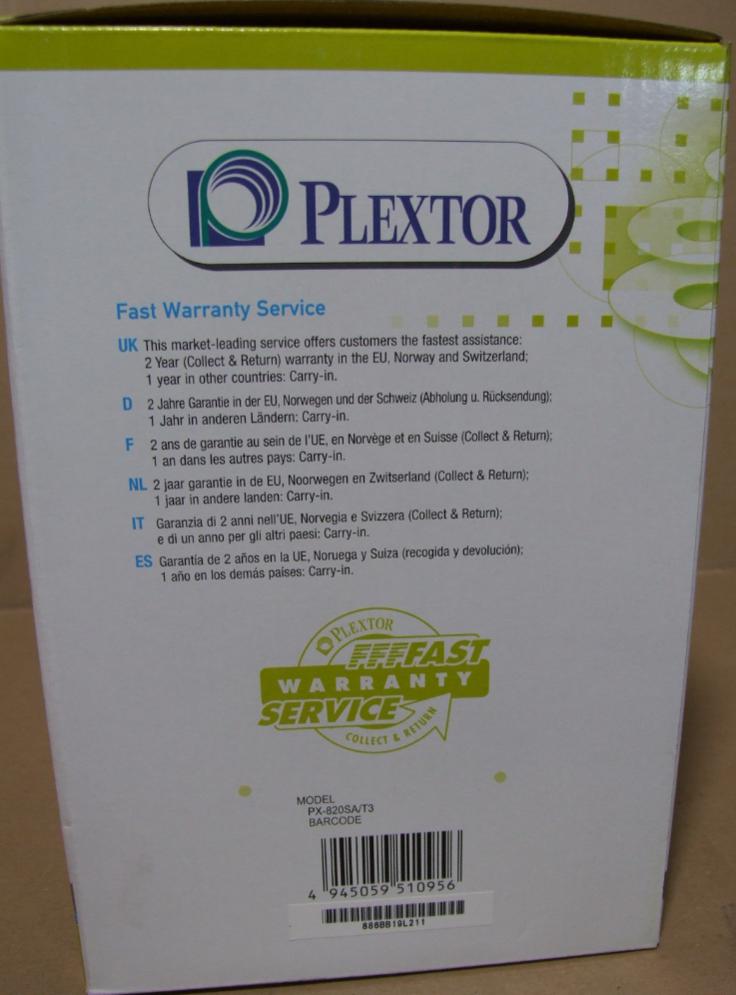 PLEXTOR
Fast Warranty Service
UK This market-leading service offers customers the fastest assistance:
2 Year (Collect & Return) warranty in the EU, Norway and Switzerland;
1 year in other countries: Carry-in.
D 2 Jahre Garantie in der EU, Norwegen und der Schweiz (Abholung u. Rücksendung);
1 Jahr in anderen Ländern: Carry-in.
F 2 ans de garantie au sein de l'UE, en Norvège et en Suisse (Collect & Return);
1 an dans les autres pays: Carry-in.
NL 2 jaar garantie in de EU, Noorwegen en Zwitserland (Collect & Return);
1 jaar in andere landen: Carry-in.
IT Garanzia di 2 anni nell'UE, Norvegia e Svizzera (Collect & Return);
e di un anno per gli altri paesi: Carry-in.
ES Garantía de 2 años en la UE, Noruega y Suiza (recogida y devolución);
1 año en los demás países: Carry-in.
PLEXTOR
FFFFAST
WARRANTY
SERVICE
COLLECT & RETURN
MODEL
PX-820SA/T3
BARCODE
4 945059 510956
886BB19L211